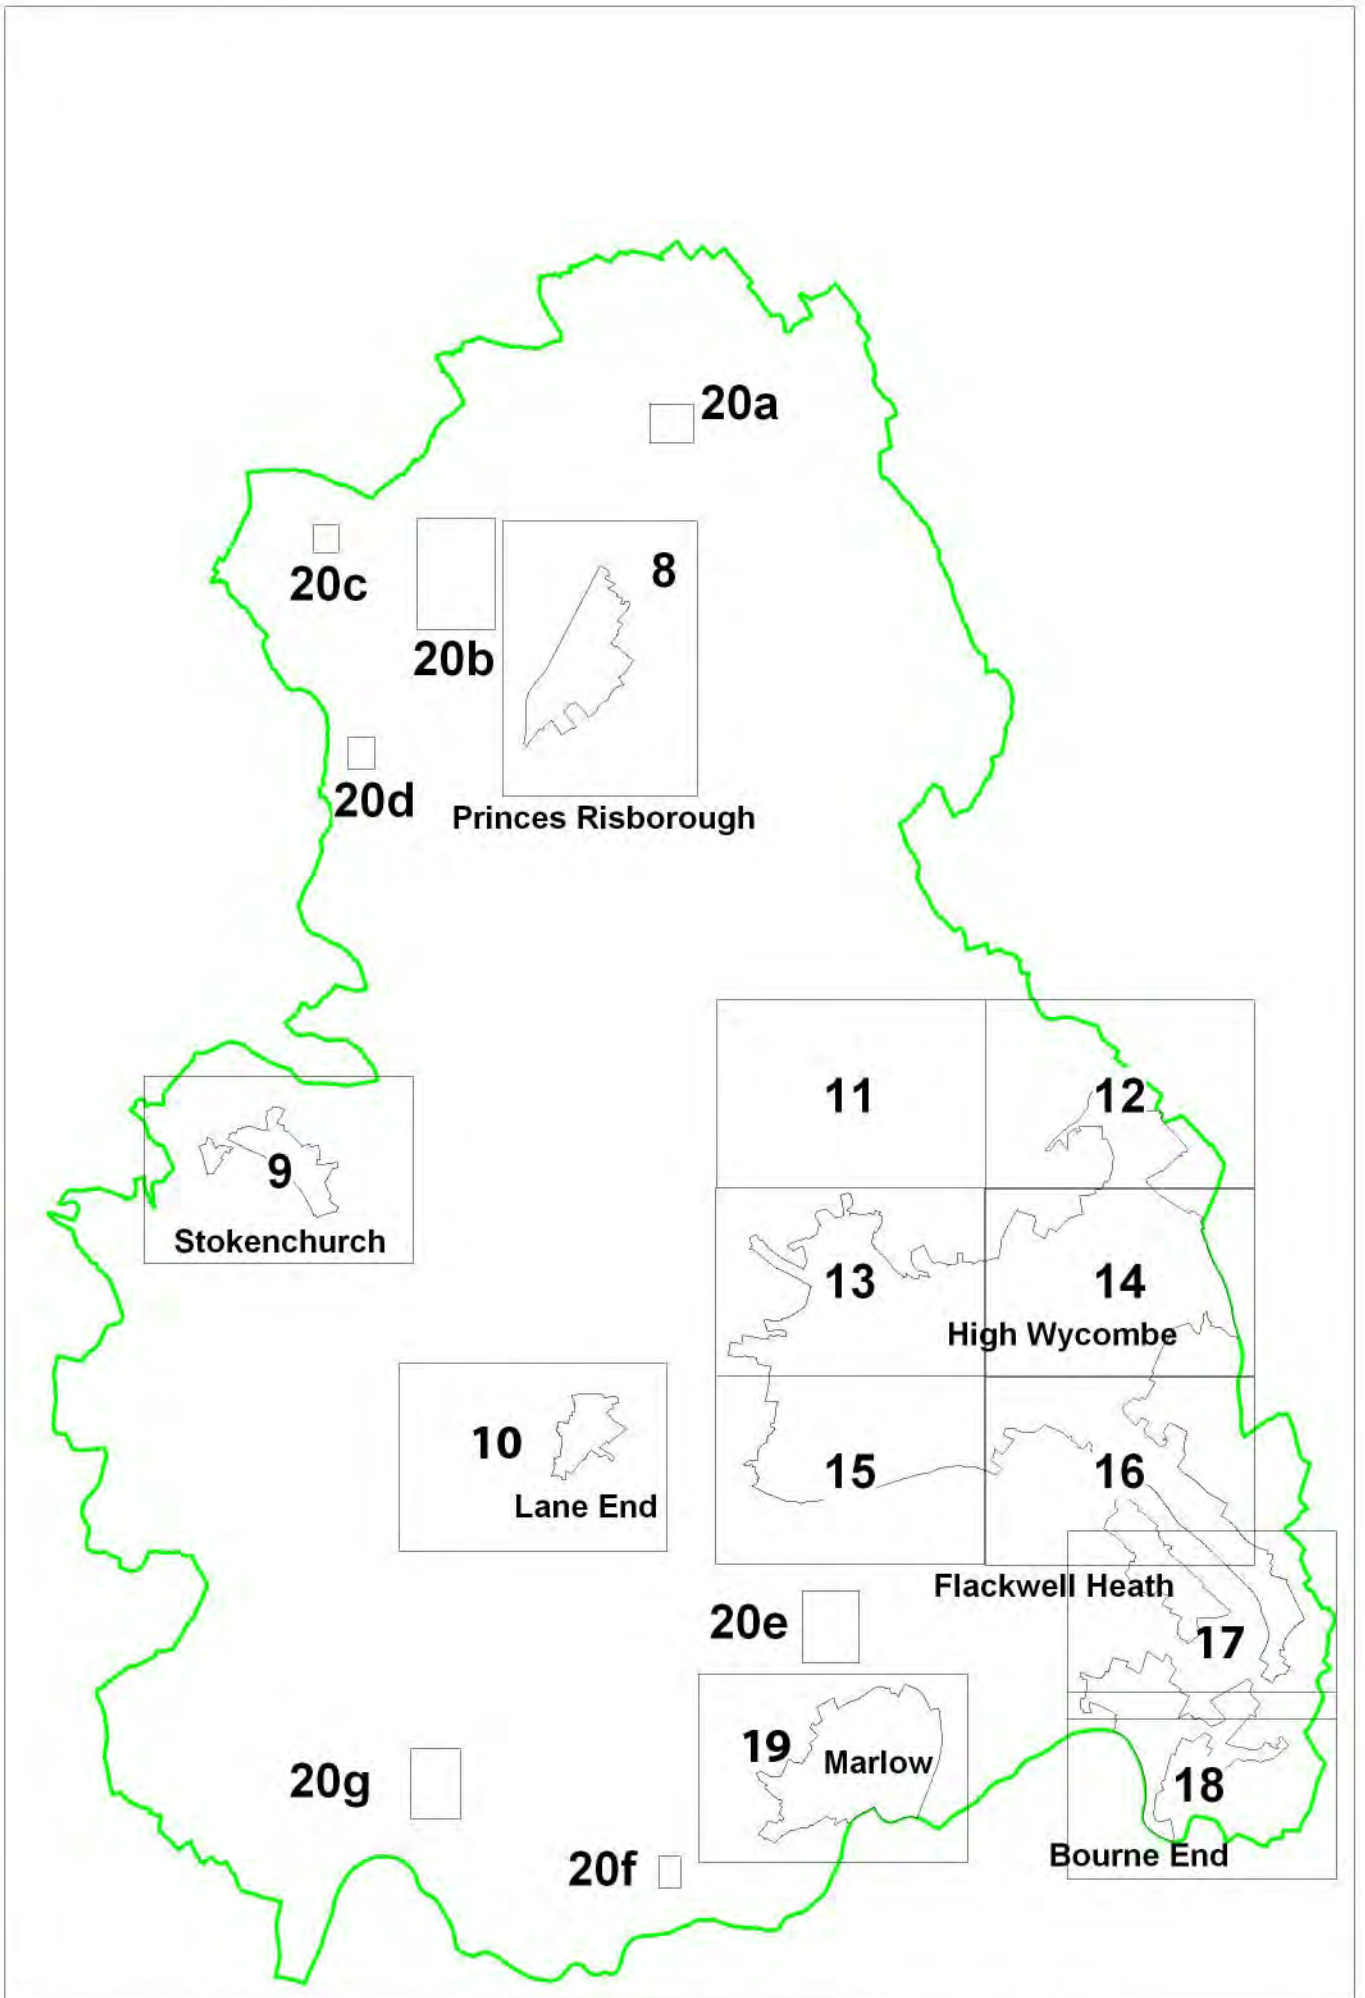 20a
8
20c
20b
20d
Princes Risborough
11
12
9
Stokenchurch
13
14
High Wycombe
10
15
16
Lane End
Flackwell Heath
20e
17
19
Marlow
20g
18
Bourne End
20f